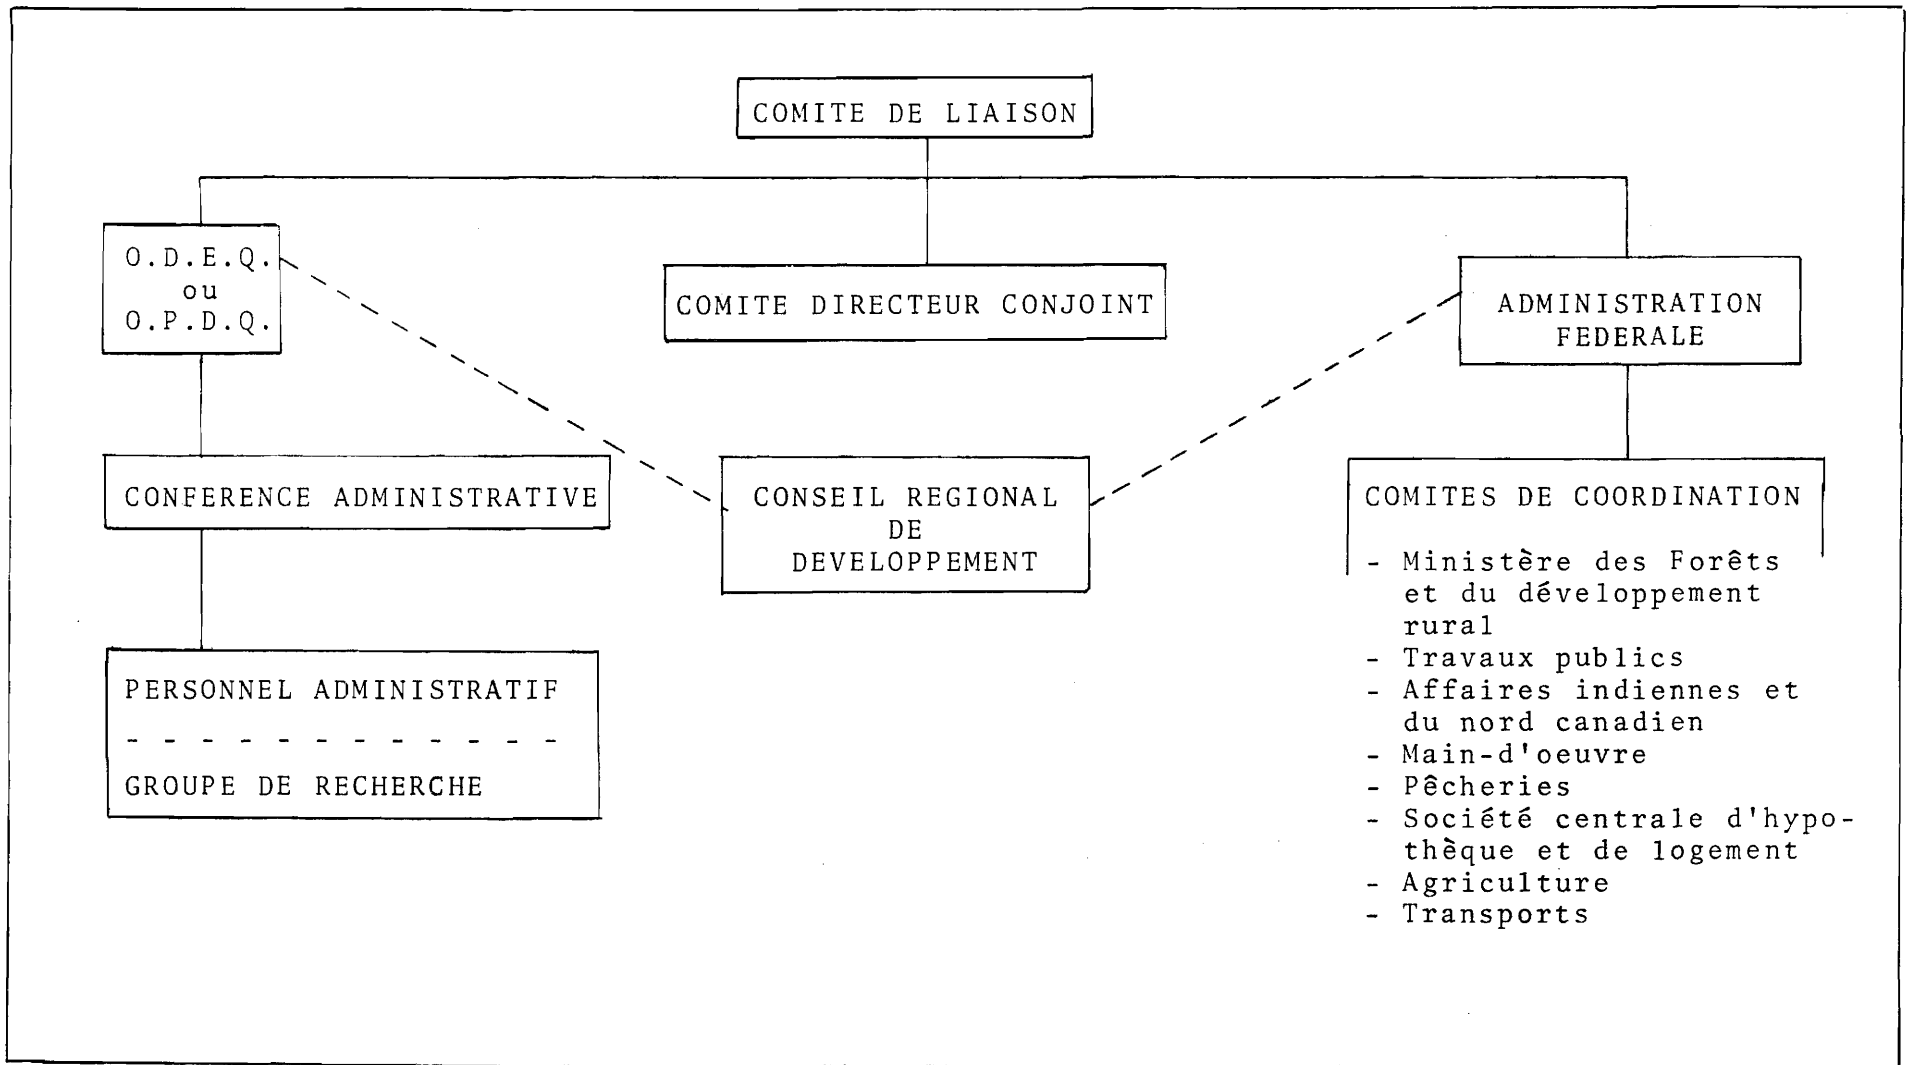 COMITE DE LIAISON
O.D.E.Q.
ou
O.P.D.Q.
COMITE DIRECTEUR CONJOINT
ADMINISTRATION
FEDERALE
CONFERENCE ADMINISTRATIVE
CONSEIL REGIONAL
DE
DEVELOPPEMENT
COMITES DE COORDINATION
- Ministère des Forêts
et du développement
rural
- Travaux publics
- Affaires indiennes et
du nord canadien
- Main-d'oeuvre
- Pêcheries
- Société centrale d'hypo-
thèque et de logement
- Agriculture
- Transports
PERSONNEL ADMINISTRATIF
- - - - - - - - - - - -
GROUPE DE RECHERCHE